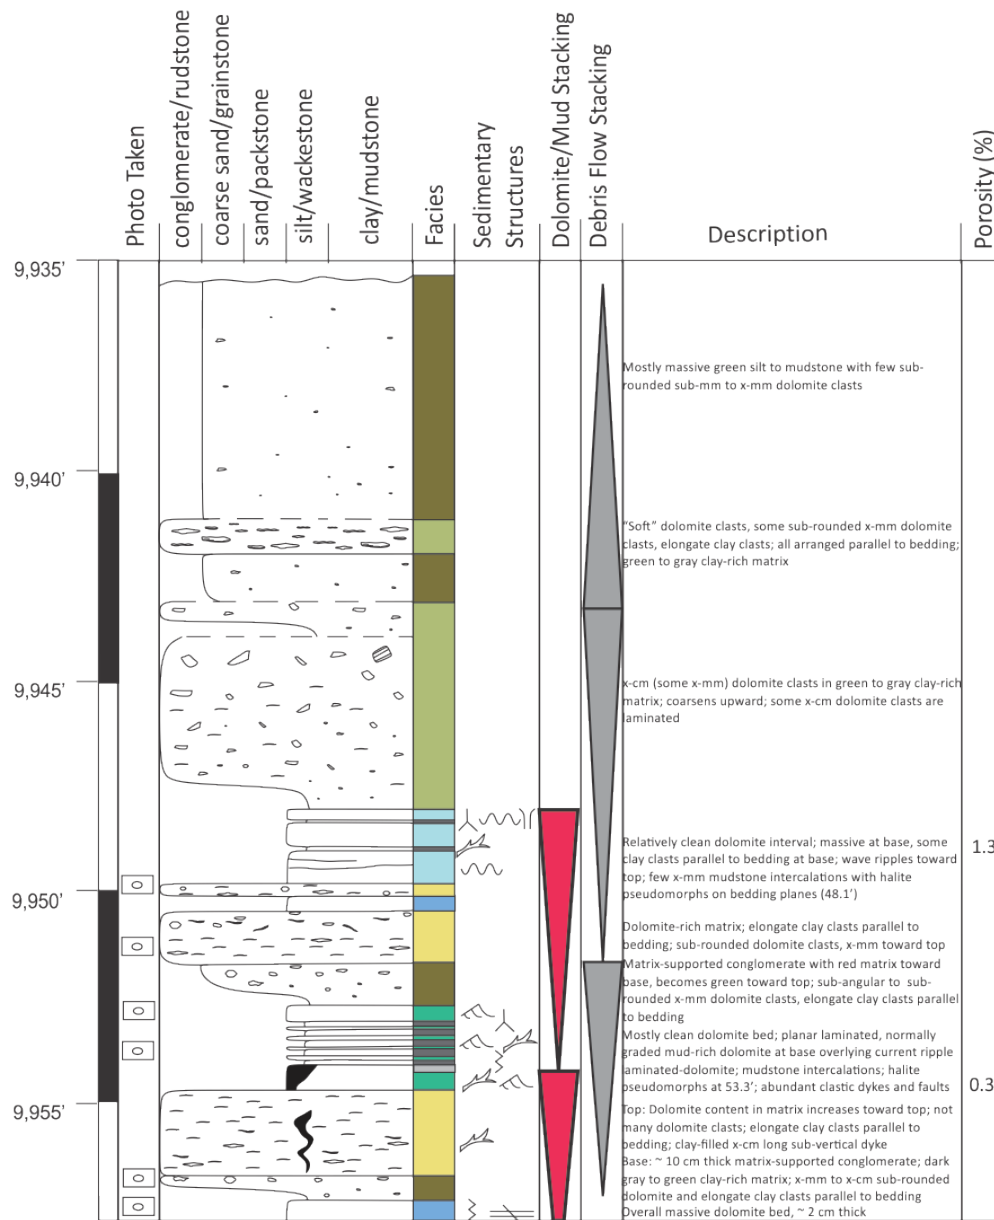 Photo Taken
conglomerate/rudstone
coarse sand/grainstone
sand/packstone
silt/wackestone
clay/mudstone
Facies
Sedimentary
Structures
Dolomite/Mud Stacking
Debris Flow Stacking
Description
Porosity (%)
9,935'
Mostly massive green silt to mudstone with few sub-
rounded sub-mm to x-mm dolomite clasts
9,940'
"Soft" dolomite clasts, some sub-rounded x-mm dolomite
clasts, elongate clay clasts; all arranged parallel to bedding;
green to gray clay-rich matrix
9,945'
x-cm (some x-mm) dolomite clasts in green to gray clay-rich
matrix; coarsens upward; some x-cm dolomite clasts are
laminated
Relatively clean dolomite interval; massive at base, some
clay clasts parallel to bedding at base; wave ripples toward
top; few x-mm mudstone intercalations with halite
pseudomorphs on bedding planes (48.1')
1.3
9,950'
Dolomite-rich matrix; elongate clay clasts parallel to
bedding; sub-rounded dolomite clasts, x-mm toward top
Matrix-supported conglomerate with red matrix toward
base, becomes green toward top; sub-angular to sub-
rounded x-mm dolomite clasts, elongate clay clasts parallel
to bedding
Mostly clean dolomite bed; planar laminated, normally
graded mud-rich dolomite at base overlying current ripple
laminated-dolomite; mudstone intercalations; halite
pseudomorphs at 53.3'; abundant clastic dykes and faults
0.3
9,955'
Top: Dolomite content in matrix increases toward top; not
many dolomite clasts; elongate clay clasts parallel to
bedding; clay-filled x-cm long sub-vertical dyke
Base: ~ 10 cm thick matrix-supported conglomerate; dark
gray to green clay-rich matrix; x-mm to x-cm sub-rounded
dolomite and elongate clay clasts parallel to bedding
Overall massive dolomite bed, ~ 2 cm thick